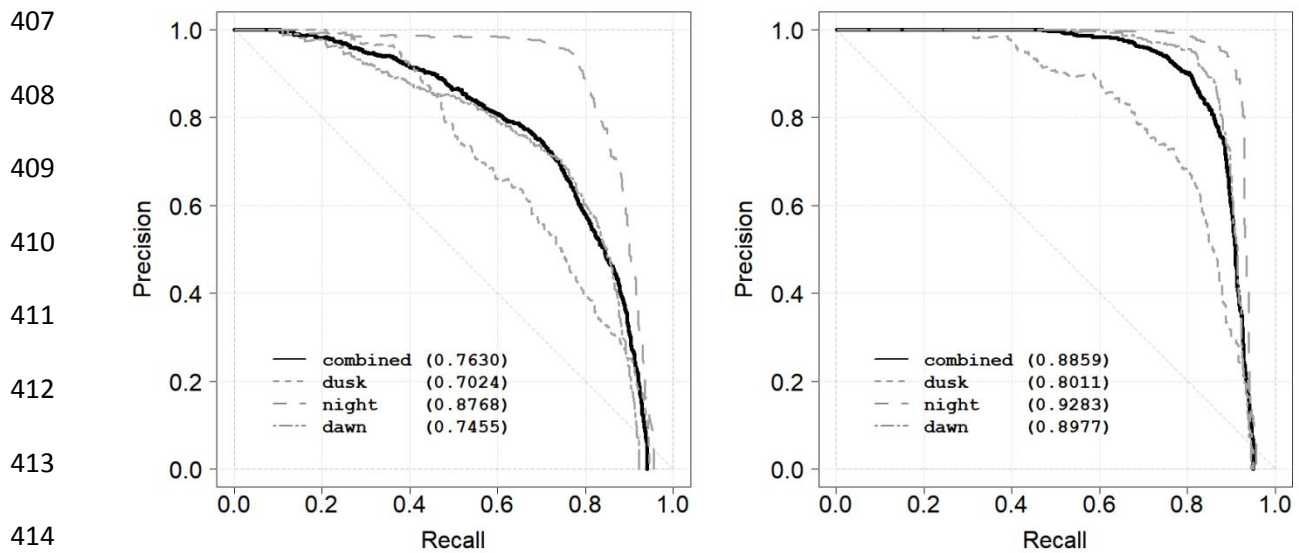 407
408
409
410
411
412
413
414
1.0
0.8
0.6
0.4
0.2
0.0
Precision
combined (0.7630)
dusk (0.7024)
night (0.8768)
dawn (0.7455)
0.0 0.2 0.4 0.6 0.8 1.0
Recall
1.0
0.8
0.6
0.4
0.2
0.0
Precision
combined (0.8859)
dusk (0.8011)
night (0.9283)
dawn (0.8977)
0.0 0.2 0.4 0.6 0.8 1.0
Recall